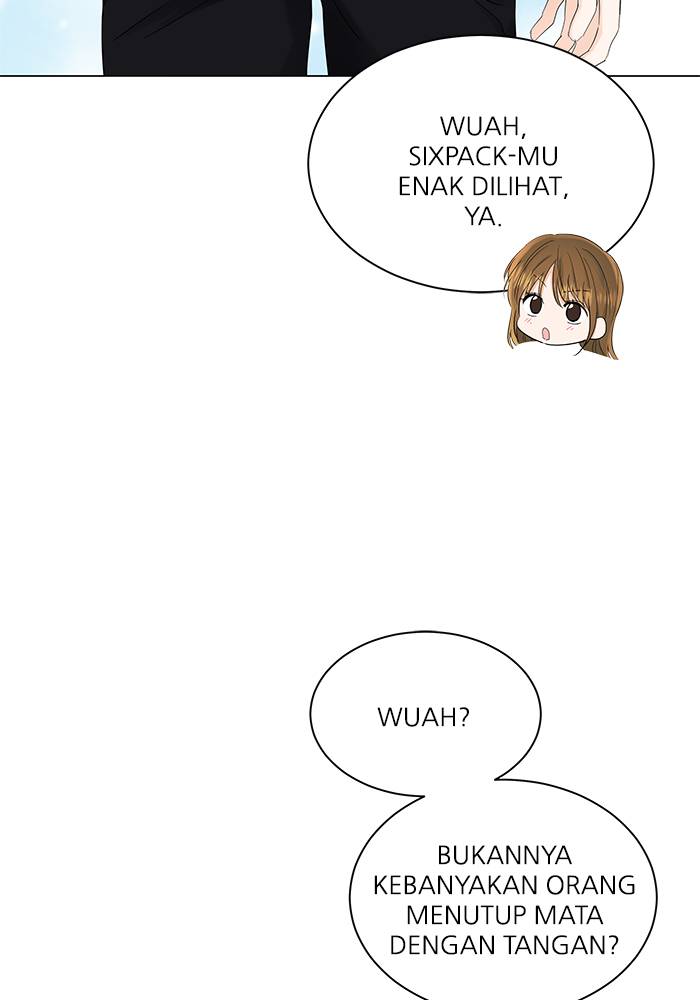 WUAH,
SIXPACK-MU
ENAK DILIHAT,
YA.
WUAH?
BUKANNYA
KEBANYAKAN ORANG
MENUTUP MATA
DENGAN TANGAN?